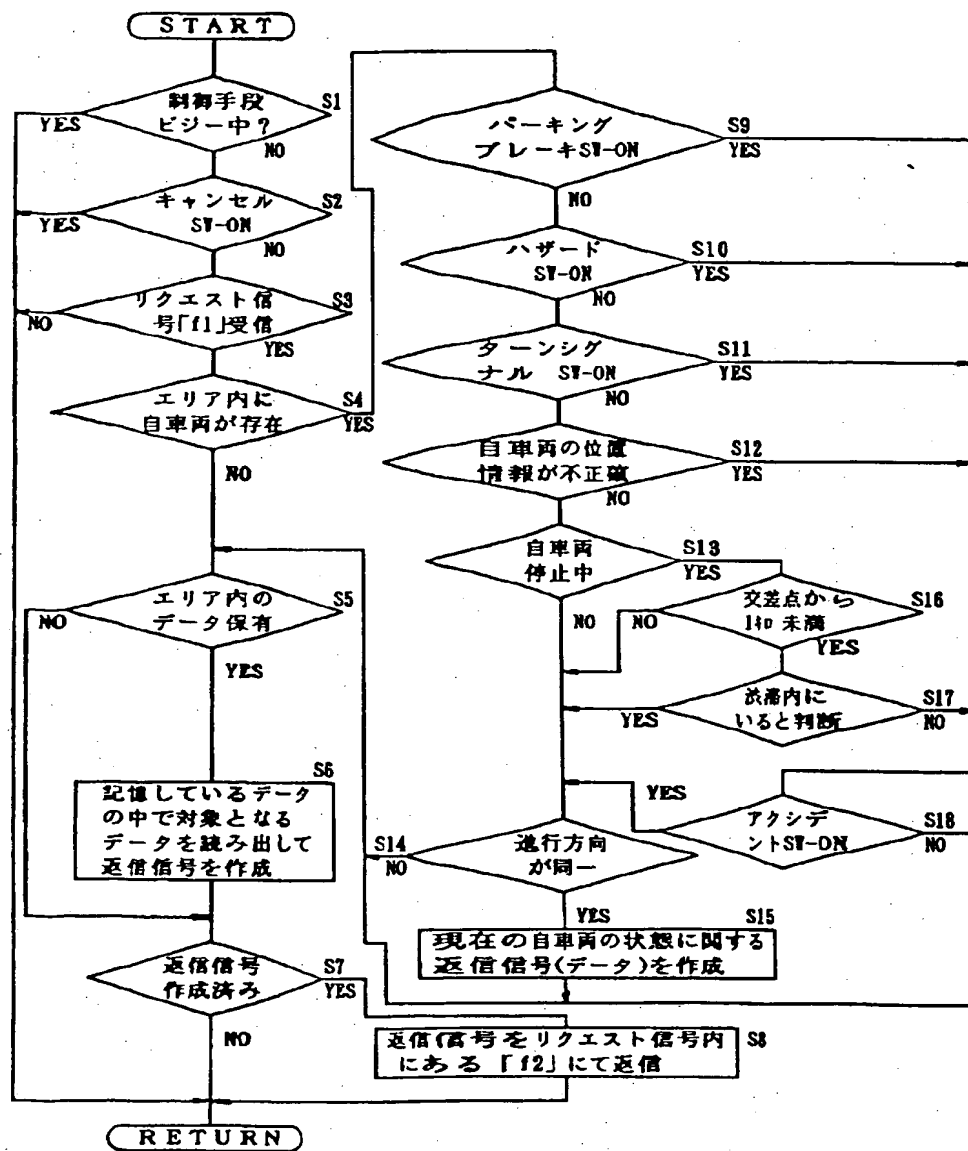 START
制御手段
ビジー中？
S1
YES
NO
キャンセル
SW-ON
S2
YES
NO
リクエスト信
号「f1」受信
S3
NO
YES
エリア内に
自車両が存在
S4
YES
NO
エリア内の
データ保有
S5
NO
YES
S6
記憶しているデータ
の中で対象となる
データを読み出して
返信信号を作成
返信信号
作成済み
S7
YES
NO
返信信号をリクエスト信号内
にある「f2」にて返信
S8
RETURN
パーキング
ブレーキSW-ON
S9
YES
NO
ハザード
SW-ON
S10
YES
NO
ターンシグ
ナル SW-ON
S11
YES
NO
自車両の位置
情報が不正確
S12
YES
NO
自車両
停止中
S13
YES
NO
交差点から
1㎞未満
S16
NO
YES
渋滞内に
いると判断
S17
YES
NO
アクシデ
ントSW-ON
S18
YES
NO
進行方向
が同一
S14
NO
YES
S15
現在の自車両の状態に関する
返信信号(データ)を作成